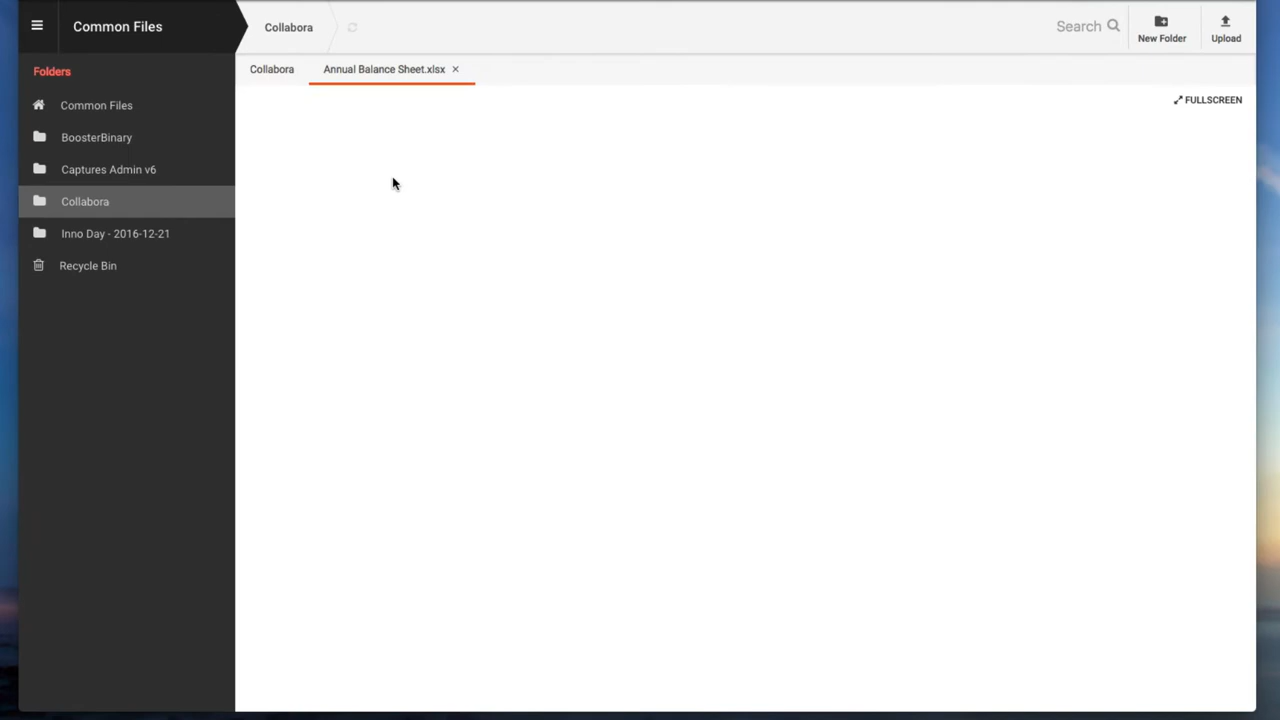 Common Files
Collabora
Search
New Folder
Upload
Folders
Common Files
BoosterBinary
Captures Admin v6
Collabora
Inno Day - 2016-12-21
Recycle Bin
Collabora
Annual Balance Sheet.xlsx
FULLSCREEN